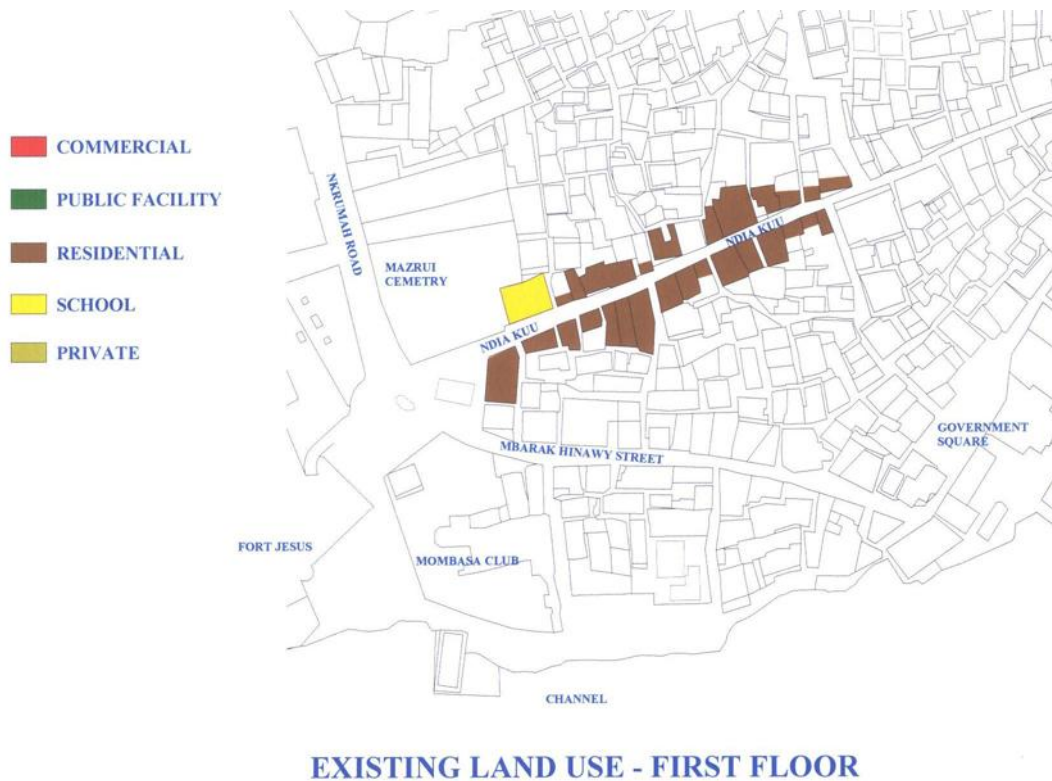 COMMERCIAL
PUBLIC FACILITY
RESIDENTIAL
SCHOOL
PRIVATE
NKRUMAH ROAD
MAZRUI
CEMETRY
NDIA KUU
NDIA KUU
MBARAK HINAWY STREET
GOVERNMENT
SQUARE
FORT JESUS
MOMBASA CLUB
CHANNEL
EXISTING LAND USE - FIRST FLOOR